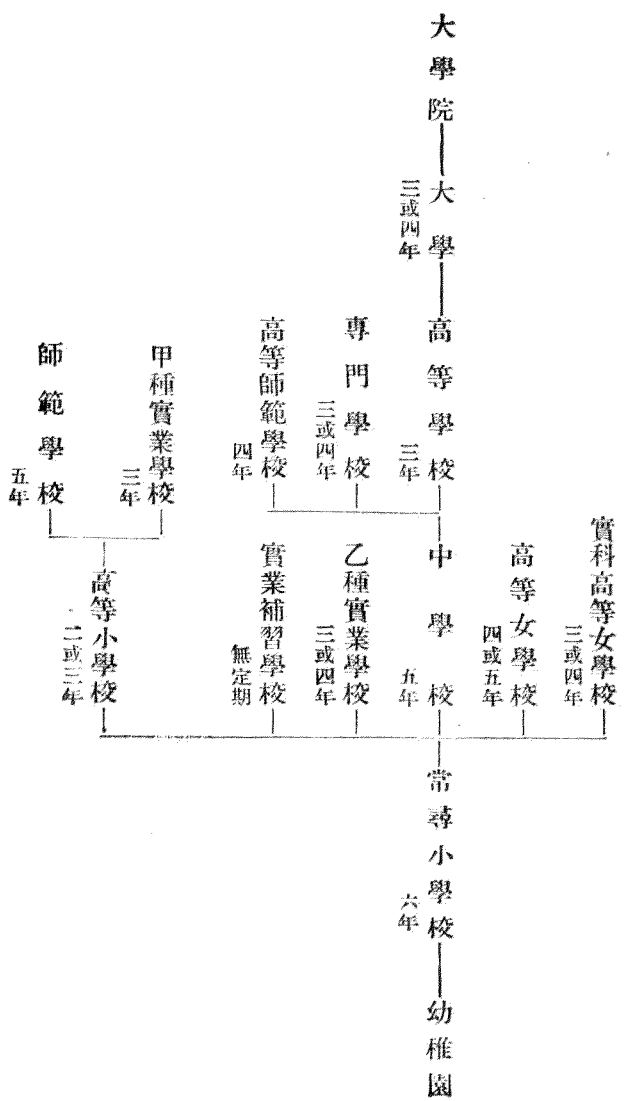 大學院
大學
三或四年
高等學校
三年
專門學校
三或四年
高等師範學校
四年
甲種實業學校
三年
師範學校
五年
實科高等女學校
三或四年
高等女學校
四或五年
中學校
五年
乙種實業學校
三或四年
實業補習學校
無定期
高等小學校
二或三年
常尋小學校
六年
幼稚園